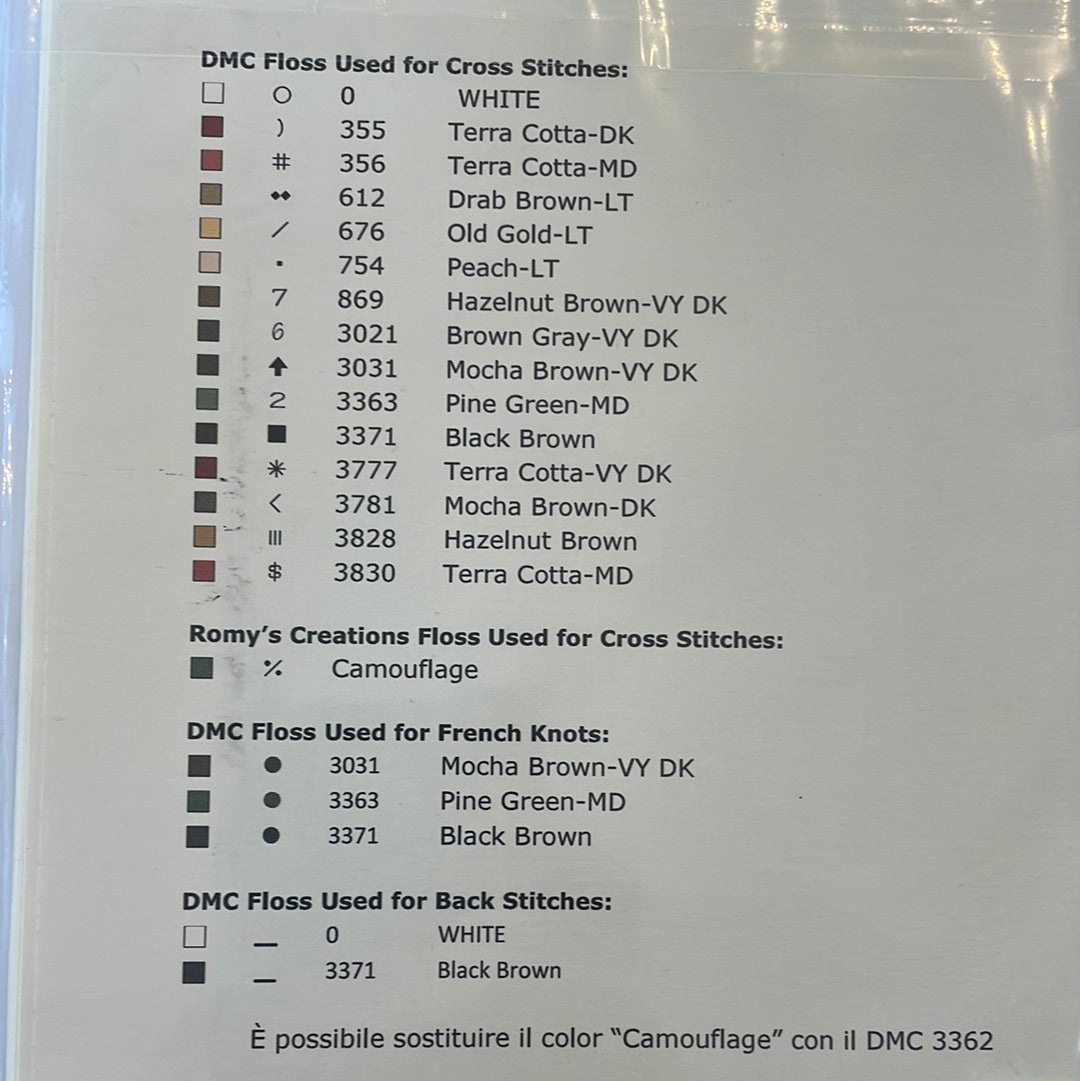 DMC Floss Used for Cross Stitches:
○ 0 WHITE
) 355 Terra Cotta-DK
# 356 Terra Cotta-MD
◆◆ 612 Drab Brown-LT
/ 676 Old Gold-LT
· 754 Peach-LT
7 869 Hazelnut Brown-VY DK
6 3021 Brown Gray-VY DK
🡅 3031 Mocha Brown-VY DK
2 3363 Pine Green-MD
■ 3371 Black Brown
* 3777 Terra Cotta-VY DK
< 3781 Mocha Brown-DK
||| 3828 Hazelnut Brown
$ 3830 Terra Cotta-MD
Romy's Creations Floss Used for Cross Stitches:
٪ Camouflage
DMC Floss Used for French Knots:
● 3031 Mocha Brown-VY DK
● 3363 Pine Green-MD
● 3371 Black Brown
DMC Floss Used for Back Stitches:
— 0 WHITE
— 3371 Black Brown
È possibile sostituire il color “Camouflage” con il DMC 3362